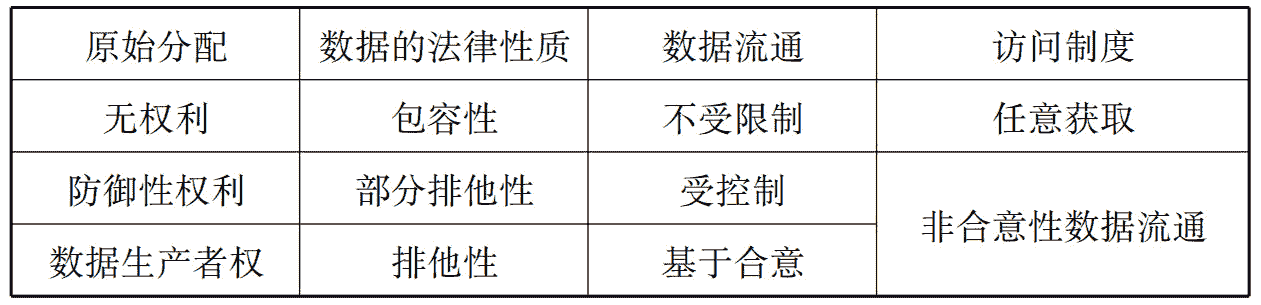 原始分配 数据的法律性质 数据流通 访问制度
无权利 包容性 不受限制 任意获取
防御性权利 部分排他性 受控制
非合意性数据流通
数据生产者权 排他性 基于合意